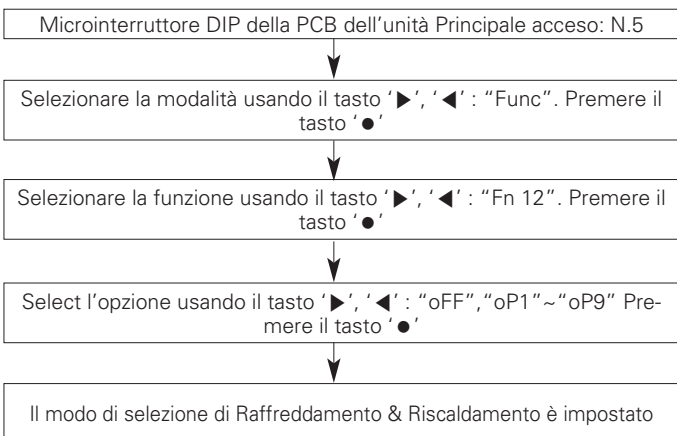 Microinterruttore DIP della PCB dell'unità Principale acceso: N.5
Selezionare la modalità usando il tasto ‘▶’, ‘◀’ : “Func”. Premere il
tasto ‘●’
Selezionare la funzione usando il tasto ‘▶’, ‘◀’ : “Fn 12”. Premere il
tasto ‘●’
Select l'opzione usando il tasto ‘▶’, ‘◀’ : “oFF”,“oP1”~“oP9” Pre-
mere il tasto ‘●’
Il modo di selezione di Raffreddamento & Riscaldamento è impostato